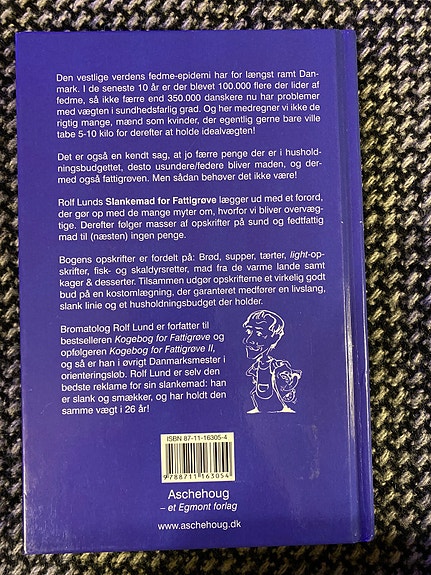 Den vestlige verdens fedme-epidemi har for længst ramt Dan-
mark. I de seneste 10 år er der blevet 100.000 flere der lider af
fedme, så ikke færre end 350.000 danskere nu har problemer
med vægten i sundhedsfarlig grad. Og her medregner vi ikke de
rigtig mange, mænd som kvinder, der egentlig gerne bare ville
tabe 5-10 kilo for derefter at holde idealvægten!
Det er også en kendt sag, at jo færre penge der er i hushold-
ningsbudgettet, desto usundere/federe bliver maden, og der-
med også fattigrøven. Men sådan behøver det ikke være!
Rolf Lunds Slankemad for Fattigrøve lægger ud med et forord,
der gør op med de mange myter om, hvorfor vi bliver overvæg-
tige. Derefter følger masser af opskrifter på sund og fedtfattig
mad til (næsten) ingen penge.
Bogens opskrifter er fordelt på: Brød, supper, tærter, light-op-
skrifter, fisk- og skaldyrsretter, mad fra de varme lande samt
kager & desserter. Tilsammen udgør opskrifterne et virkelig godt
bud på en kostomlægning, der garanteret medfører en livslang,
slank linie og et husholdningsbudget der holder.
Bromatolog Rolf Lund er forfatter til
bestselleren Kogebog for Fattigrøve og
opfølgeren Kogebog for Fattigrøve II,
og så er han i øvrigt Danmarksmester i
orienteringsløb. Rolf Lund er selv den
bedste reklame for sin slankemad: han
er slank og smækker, og har holdt den
samme vægt i 26 år!
ISBN 87-11-16305-4
9788711163054
Aschehoug
– et Egmont forlag
www.aschehoug.dk